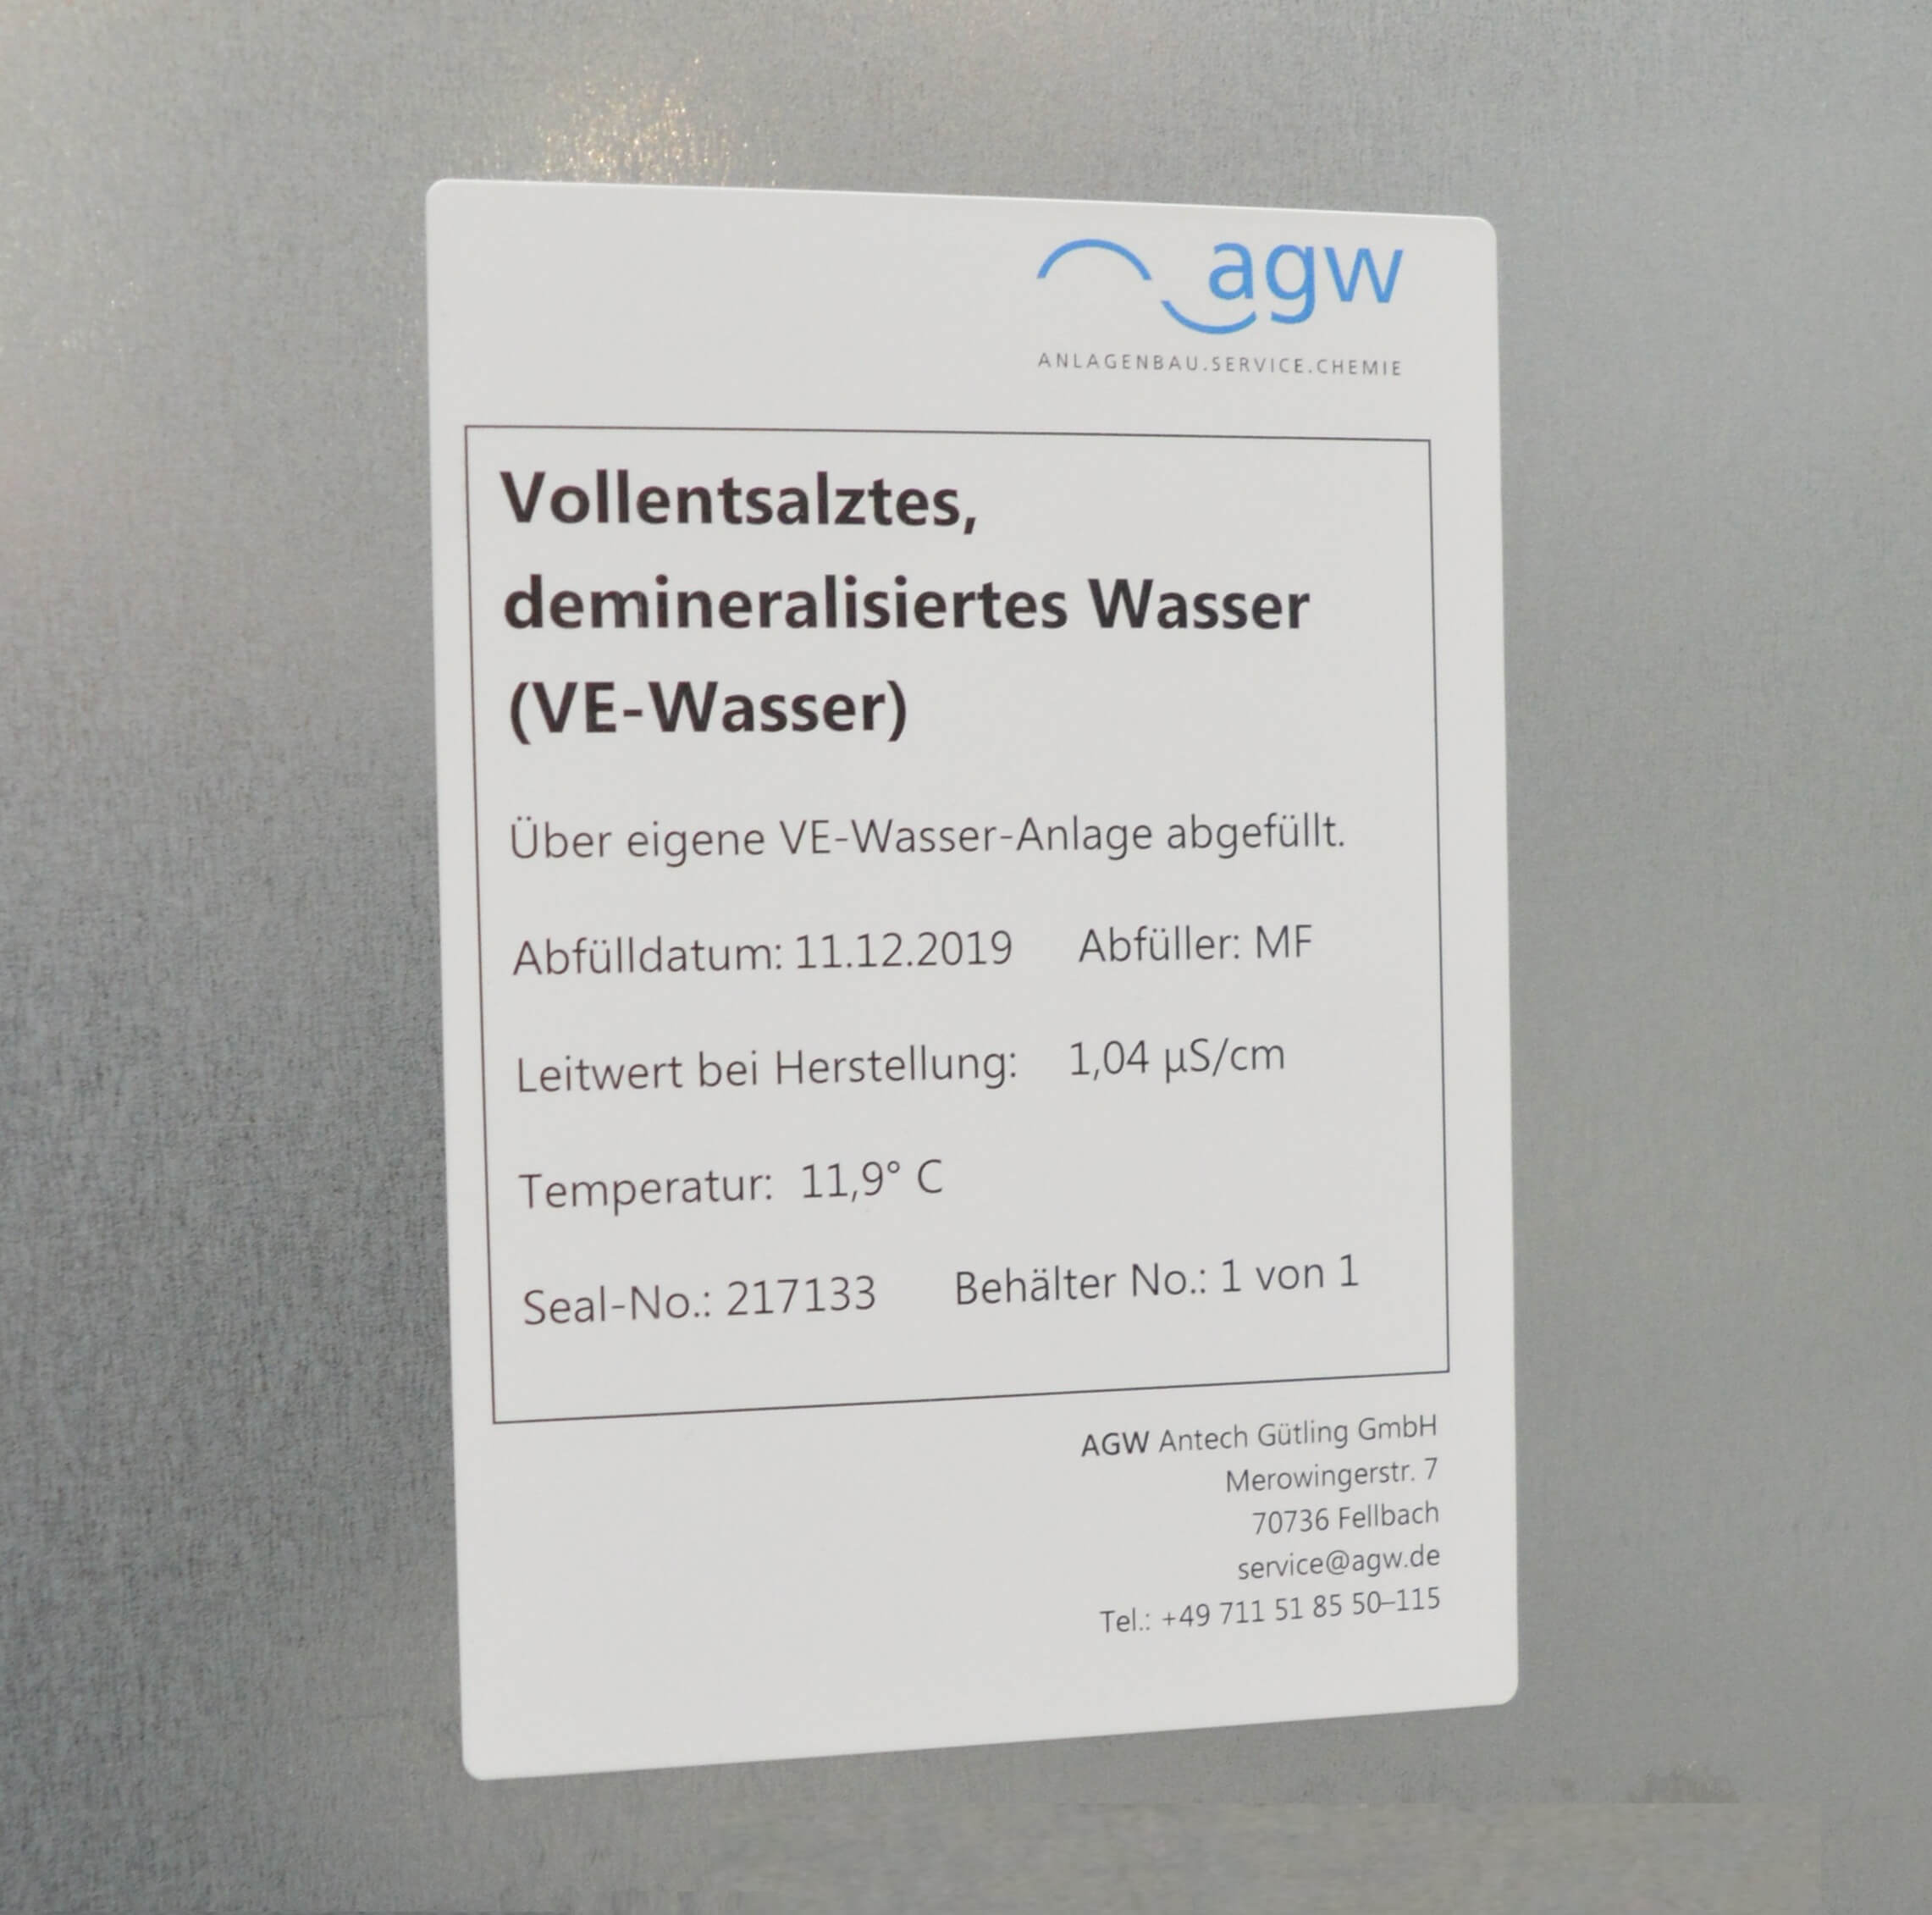 agw
ANLAGENBAU.SERVICE.CHEMIE
Vollentsalztes,
demineralisiertes Wasser
(VE-Wasser)
Über eigene VE-Wasser-Anlage abgefüllt.
Abfülldatum: 11.12.2019 Abfüller: MF
Leitwert bei Herstellung: 1,04 µS/cm
Temperatur: 11,9° C
Seal-No.: 217133 Behälter No.: 1 von 1
AGW Antech Gütling GmbH
Merowingerstr. 7
70736 Fellbach
service@agw.de
Tel.: +49 711 51 85 50–115